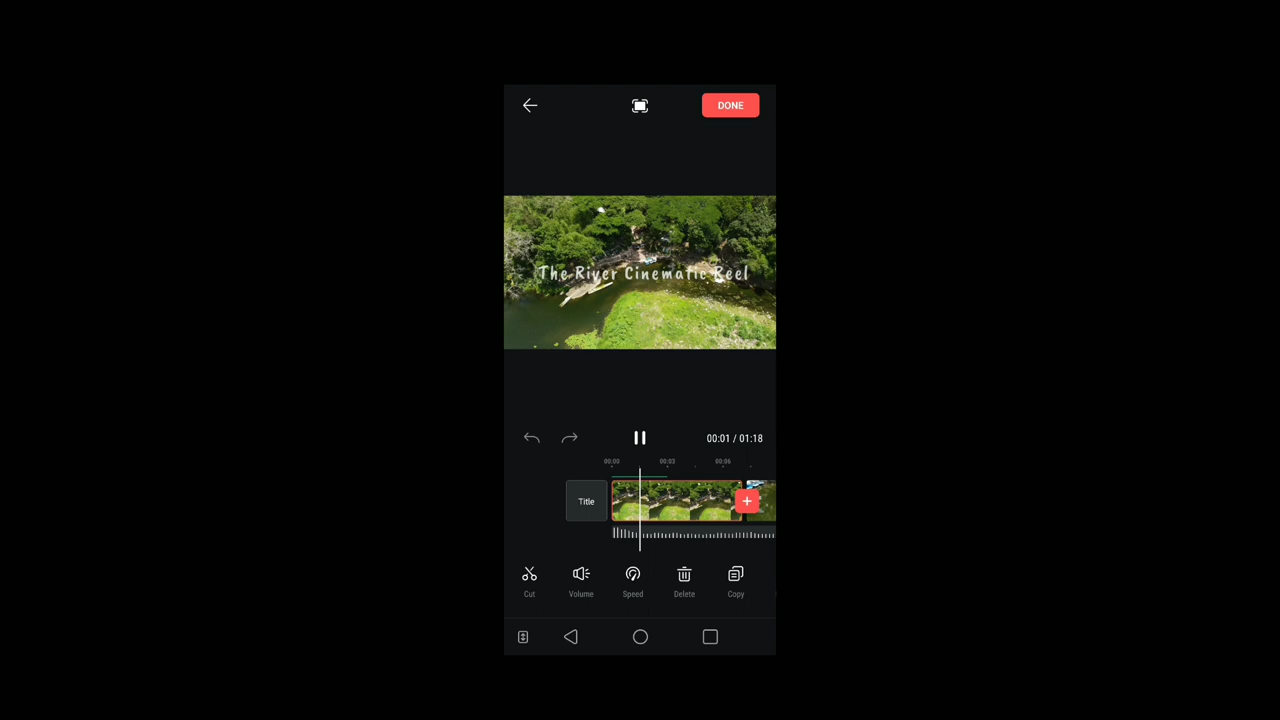 DONE
The River Cinematic Reel
00:01 / 01:18
00:00 00:03 00:06
Title
Cut Volume Speed Delete Copy